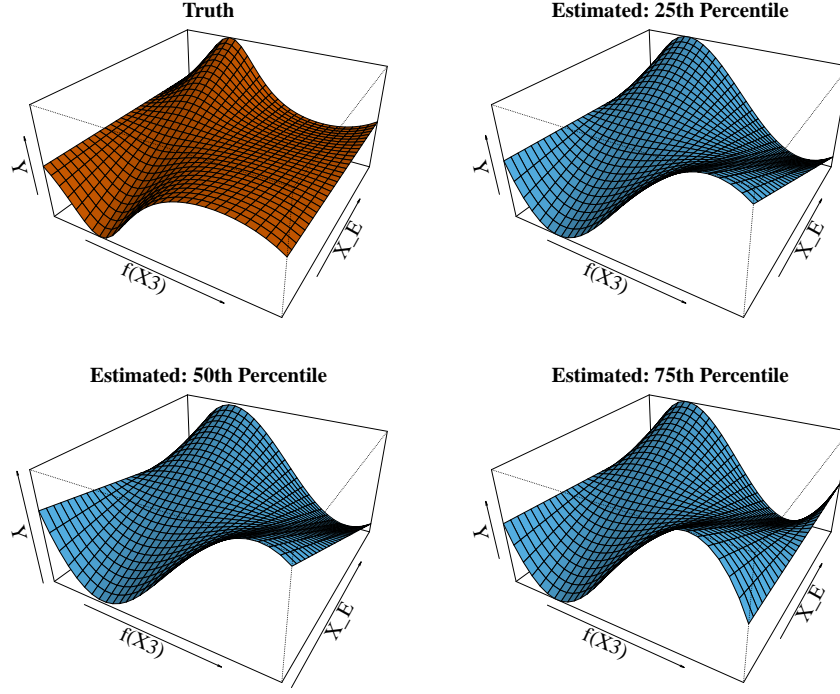 Truth
Y
f(X3)
X_E
Estimated: 25th Percentile
Y
f(X3)
X_E
Estimated: 50th Percentile
Y
f(X3)
X_E
Estimated: 75th Percentile
Y
f(X3)
X_E